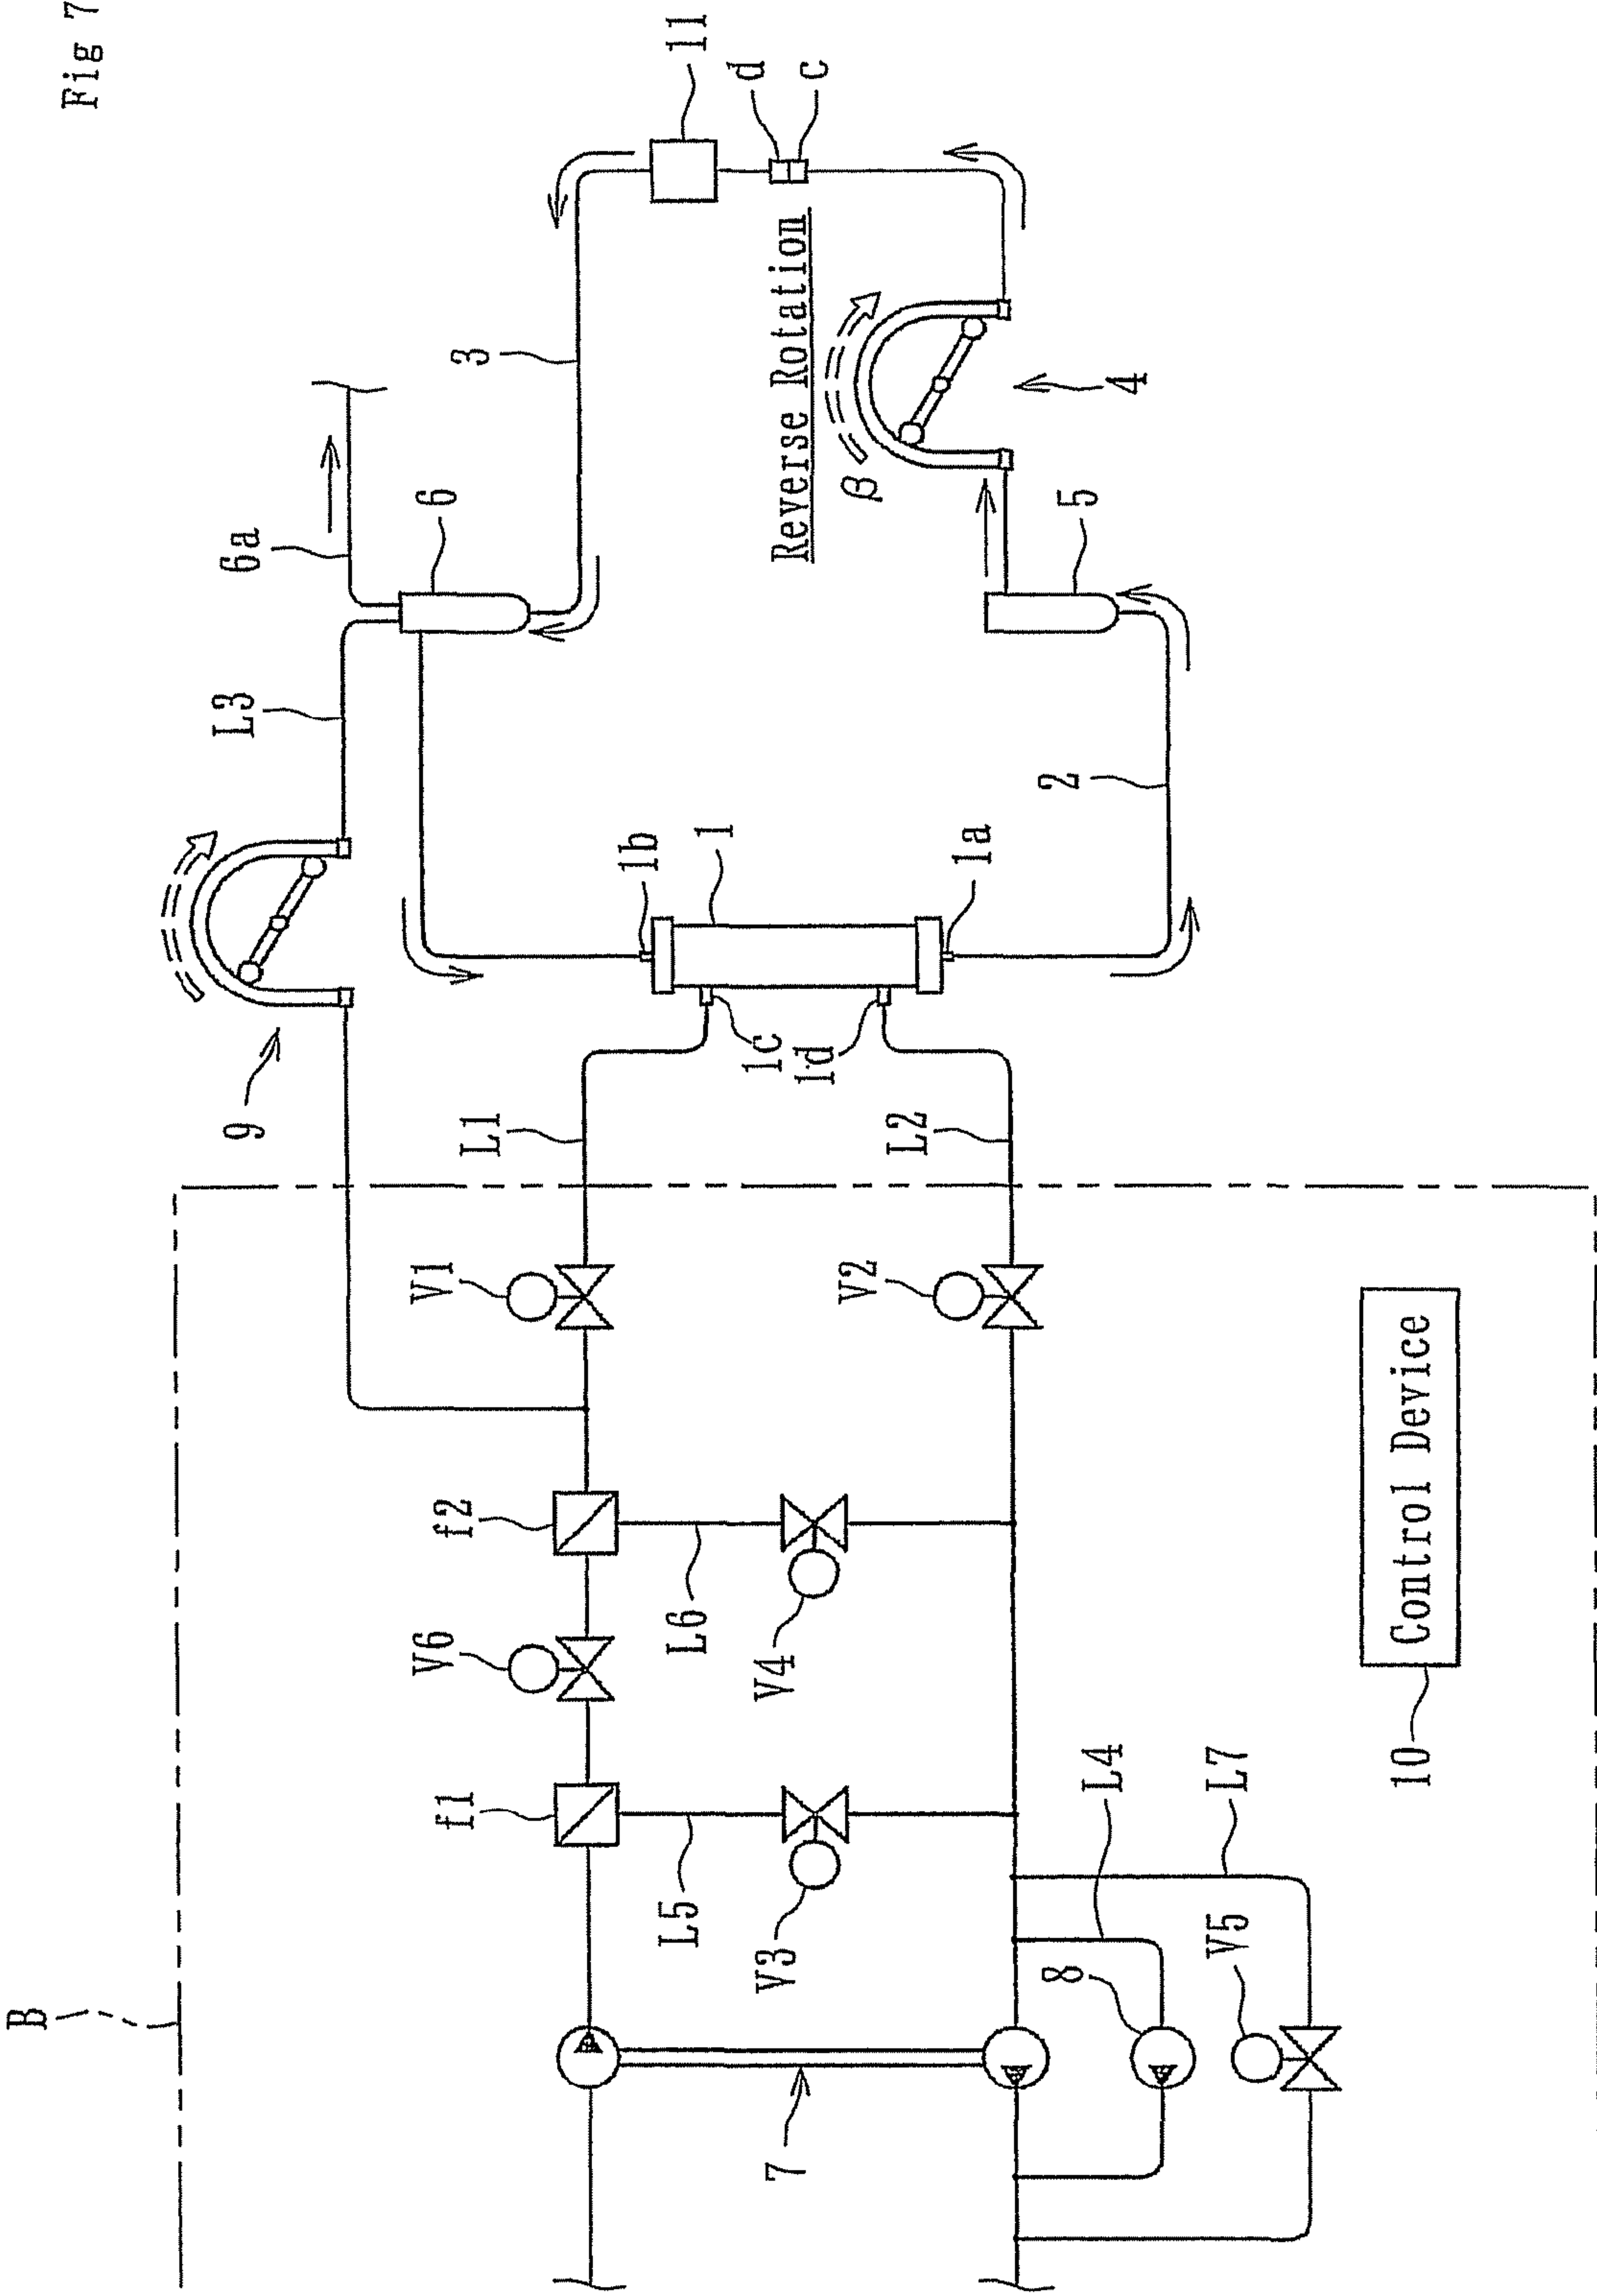 Fig 7
11
d
c
3
Reverse Rotation
4
β
6a
6
5
L3
2
1b
1
1a
1c
1d
9
L1
L2
V1
V2
f2
L6
V6
V4
Control Device
10
f1
L5
V3
L4
L7
8
V5
B
7